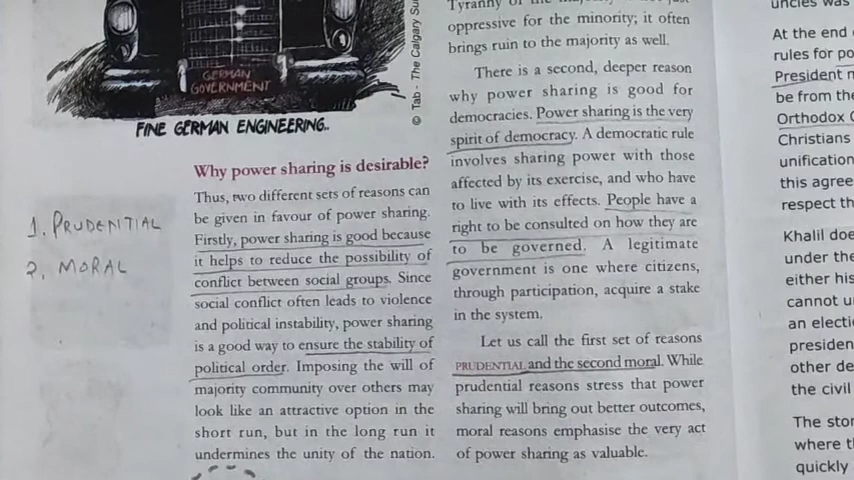 GERMAN
GOVERNMENT
© Tab - The Calgary Su
FINE GERMAN ENGINEERING..
1. PRUDENTIAL
2. MORAL
Why power sharing is desirable?
Thus, two different sets of reasons can
be given in favour of power sharing.
Firstly, power sharing is good because
it helps to reduce the possibility of
conflict between social groups. Since
social conflict often leads to violence
and political instability, power sharing
is a good way to ensure the stability of
political order. Imposing the will of
majority community over others may
look like an attractive option in the
short run, but in the long run it
undermines the unity of the nation.
Tyranny of the
oppressive for the minority; it often
brings ruin to the majority as well.
There is a second, deeper reason
why power sharing is good for
democracies. Power sharing is the very
spirit of democracy. A democratic rule
involves sharing power with those
affected by its exercise, and who have
to live with its effects. People have a
right to be consulted on how they are
to be governed. A legitimate
government is one where citizens,
through participation, acquire a stake
in the system.
Let us call the first set of reasons
PRUDENTIAL and the second moral. While
prudential reasons stress that power
sharing will bring out better outcomes,
moral reasons emphasise the very act
of power sharing as valuable.
uncles was
At the end
rules for po
President
be from the
Orthodox
Christians
unification
this agree
respect th
Khalil doe
under the
either his
cannot u
an electi
presiden
other de
the civil
The stor
where t
quickly